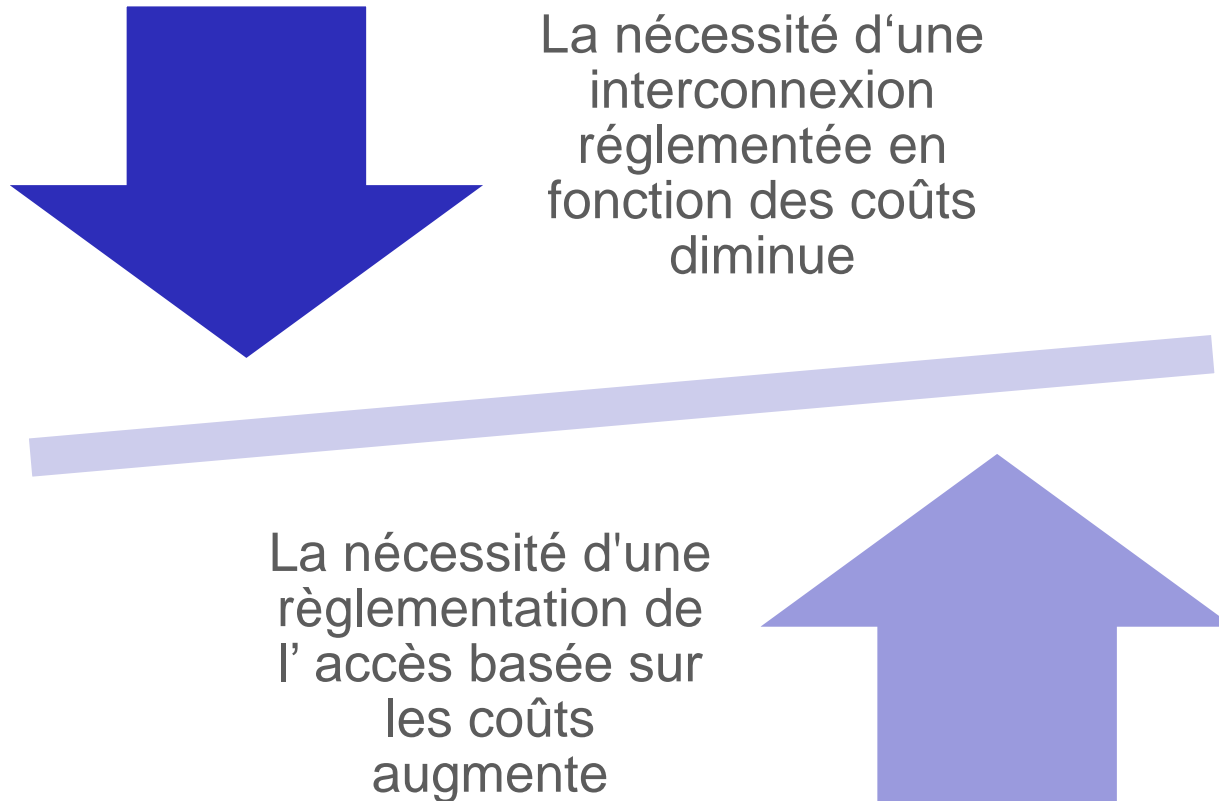 La nécessité d‘une
interconnexion
réglementée en
fonction des coûts
diminue
La nécessité d'une
règlementation de
l’ accès basée sur
les coûts
augmente